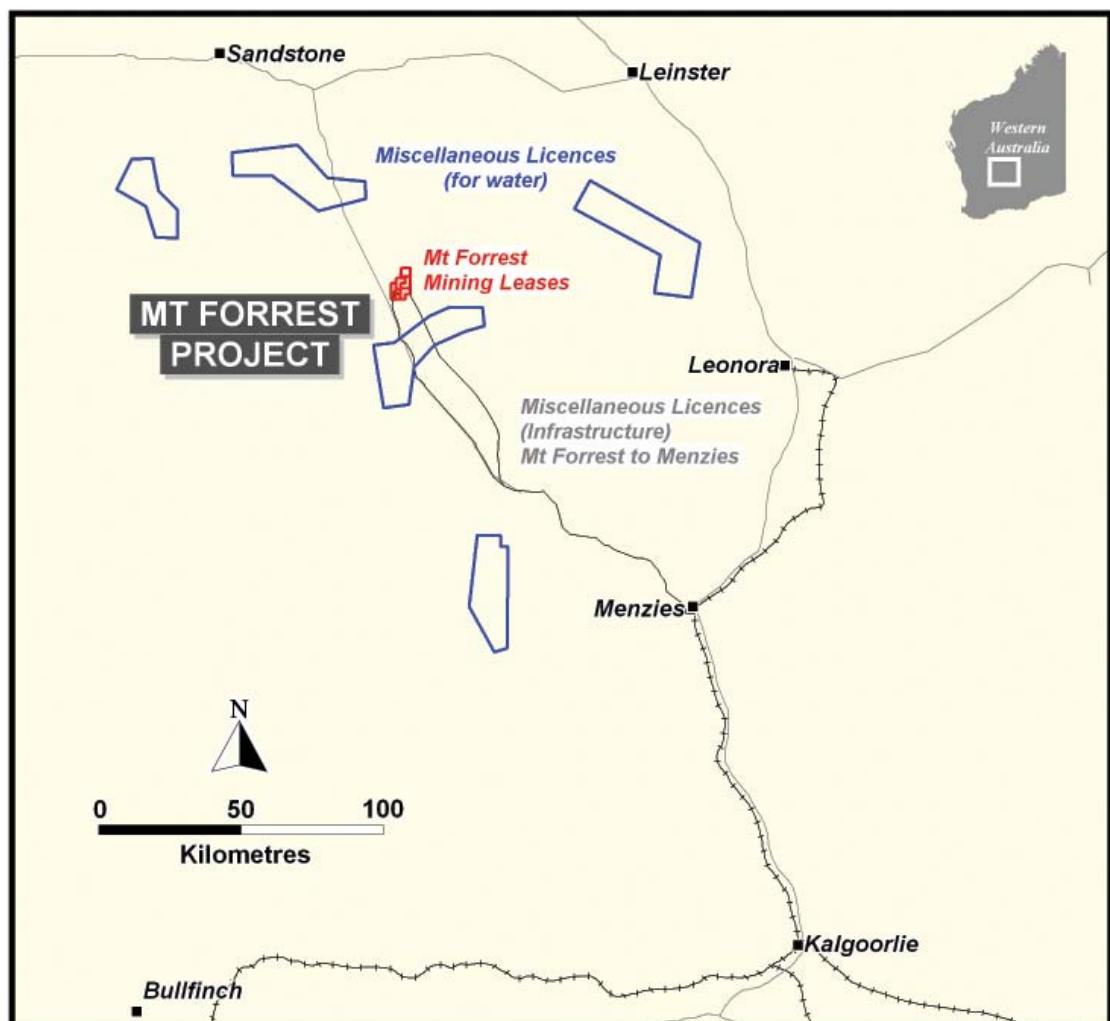 Sandstone
Leinster
Western
Australia
Miscellaneous Licences
(for water)
Mt Forrest
Mining Leases
MT FORREST
PROJECT
Leonora
Miscellaneous Licences
(Infrastructure)
Mt Forrest to Menzies
Menzies
N
0 50 100
Kilometres
Kalgoorlie
Bullfinch